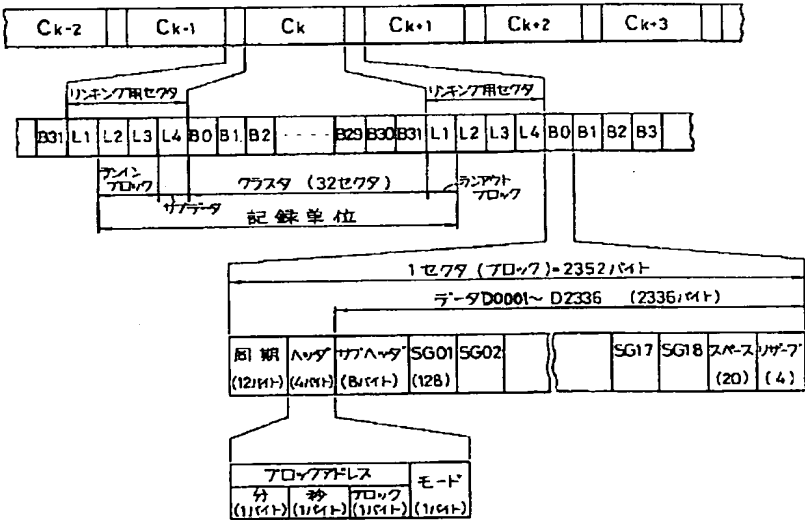 Ck-2 Ck-1 Ck Ck+1 Ck+2 Ck+3
リンキング用セクタ リンキング用セクタ
B31 L1 L2 L3 L4 B0 B1 B2 ---- B29 B30 B31 L1 L2 L3 L4 B0 B1 B2 B3
ランイン
ブロック
サブデータ
クラスタ (32セクタ)
ランアウト
ブロック
記録単位
1セクタ (ブロック)=2352バイト
データD0001~D2336 (2336バイト)
同期 ヘッダ サブヘッダ SG01 SG02 SG17 SG18 スペース リザーブ
(12バイト) (4バイト) (8バイト) (128) (20) (4)
ブロックアドレス モード
分 秒 ブロック
(1バイト) (1バイト) (1バイト) (1バイト)